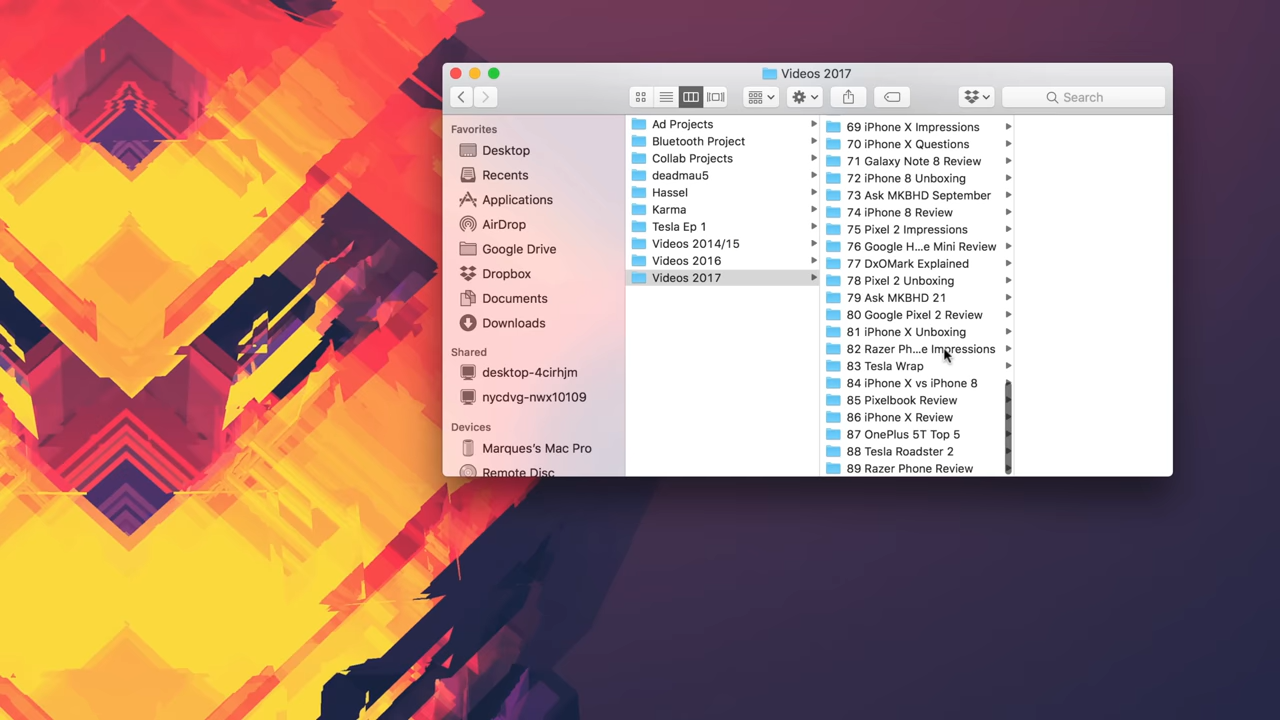 Videos 2017
Search
Favorites
Desktop
Recents
Applications
AirDrop
Google Drive
Dropbox
Documents
Downloads
Shared
desktop-4cirhjm
nycdvg-nwx10109
Devices
Marques's Mac Pro
Remote Disc
Ad Projects
Bluetooth Project
Collab Projects
deadmau5
Hassel
Karma
Tesla Ep 1
Videos 2014/15
Videos 2016
Videos 2017
69 iPhone X Impressions
70 iPhone X Questions
71 Galaxy Note 8 Review
72 iPhone 8 Unboxing
73 Ask MKBHD September
74 iPhone 8 Review
75 Pixel 2 Impressions
76 Google H...e Mini Review
77 DxOMark Explained
78 Pixel 2 Unboxing
79 Ask MKBHD 21
80 Google Pixel 2 Review
81 iPhone X Unboxing
82 Razer Ph...e Impressions
83 Tesla Wrap
84 iPhone X vs iPhone 8
85 Pixelbook Review
86 iPhone X Review
87 OnePlus 5T Top 5
88 Tesla Roadster 2
89 Razer Phone Review